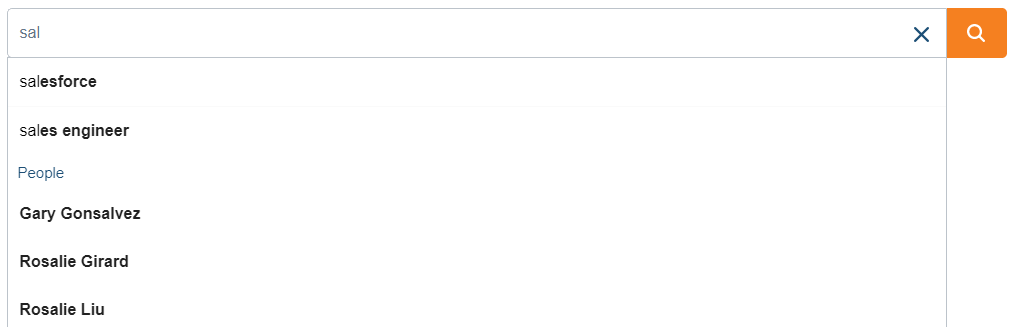 sal
salesforce
sales engineer
People
Gary Gonsalvez
Rosalie Girard
Rosalie Liu